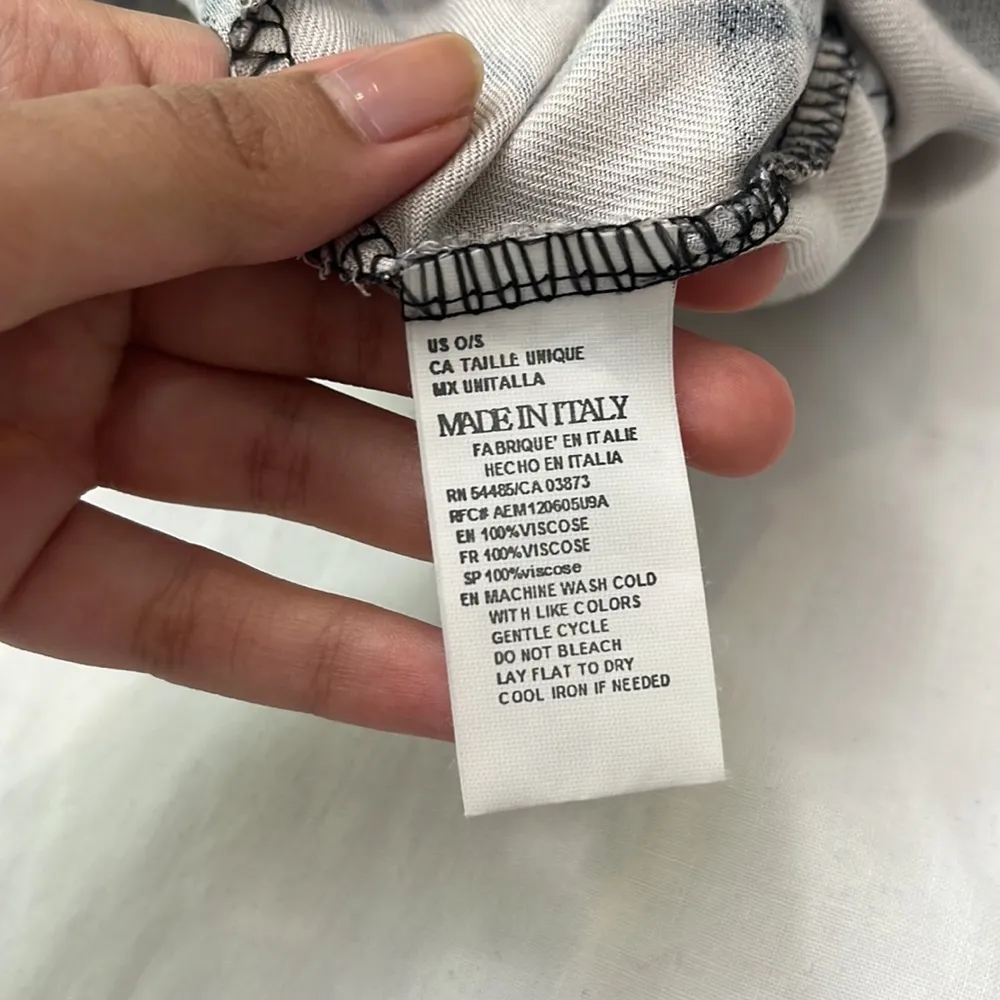 US O/S
CA TAILLE UNIQUE
MX UNITALLA
MADE IN ITALY
FABRIQUE' EN ITALIE
HECHO EN ITALIA
RN 54485/CA 03873
RFC# AEM120605U9A
EN 100%VISCOSE
FR 100%VISCOSE
SP 100%viscose
EN MACHINE WASH COLD
WITH LIKE COLORS
GENTLE CYCLE
DO NOT BLEACH
LAY FLAT TO DRY
COOL IRON IF NEEDED